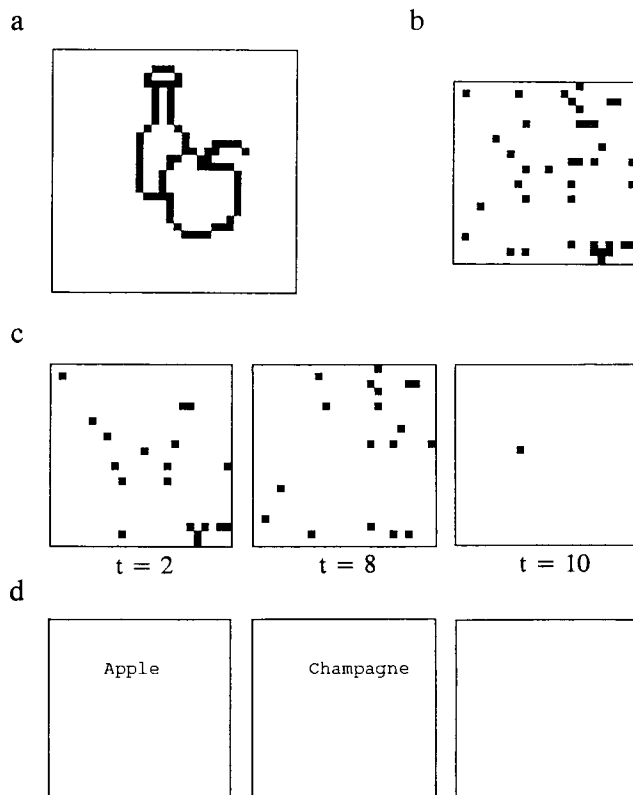 a
b
c
t = 2
t = 8
t = 10
d
Apple
Champagne